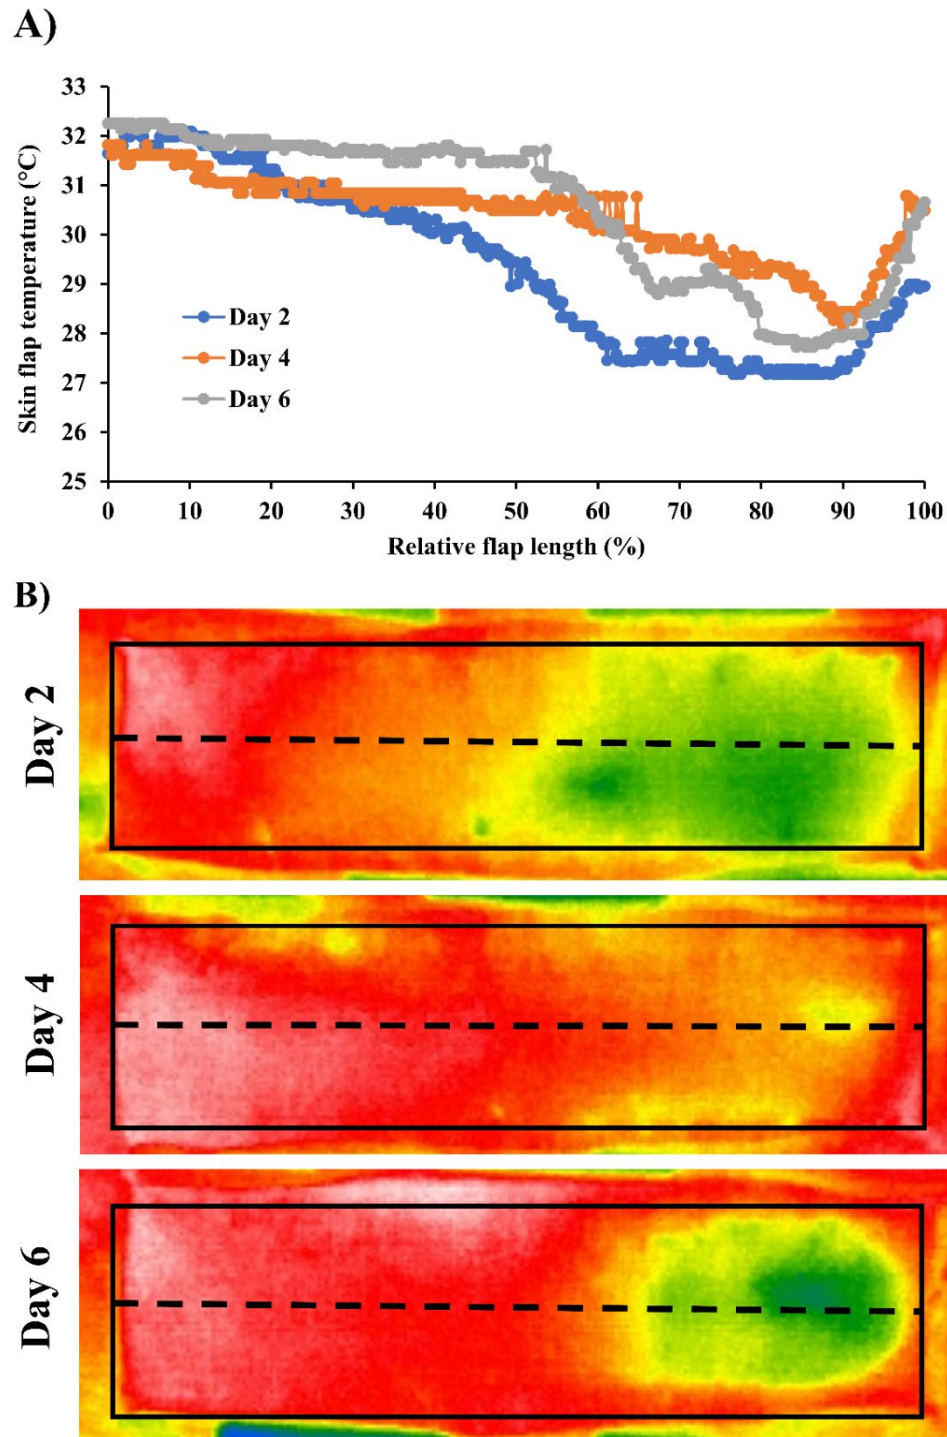 A)
33
32
31
30
29
28
27
26
25
Skin flap temperature (°C)
Day 2
Day 4
Day 6
0 10 20 30 40 50 60 70 80 90 100
Relative flap length (%)
B)
Day 2
Day 4
Day 6